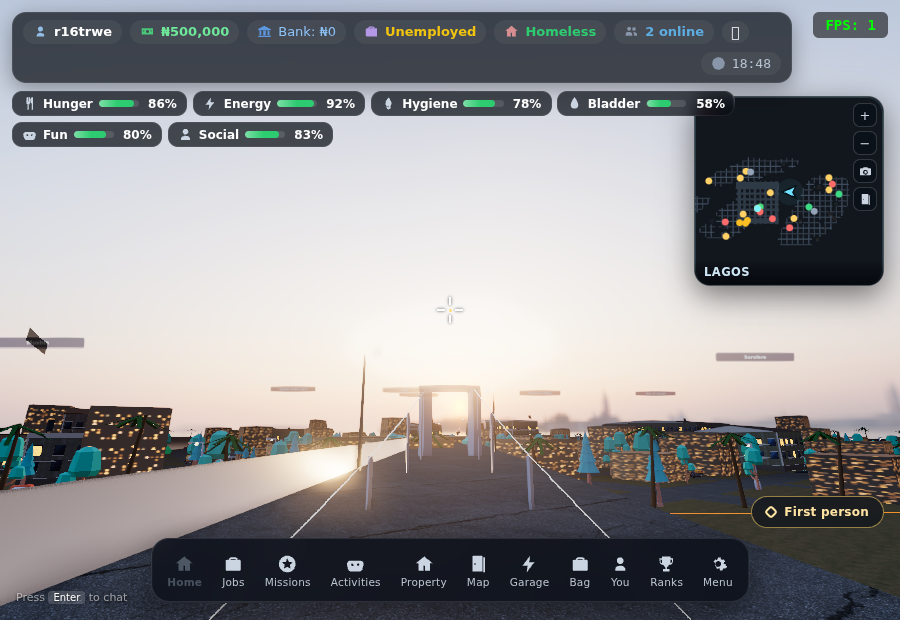 r16trwe
₦500,000
Bank: ₦0
Unemployed
Homeless
2 online
18:48
FPS: 1
Hunger 86%
Energy 92%
Hygiene 78%
Bladder 58%
Fun 80%
Social 83%
+
−
LAGOS
First person
Home
Jobs
Missions
Activities
Property
Map
Garage
Bag
You
Ranks
Menu
Press Enter to chat